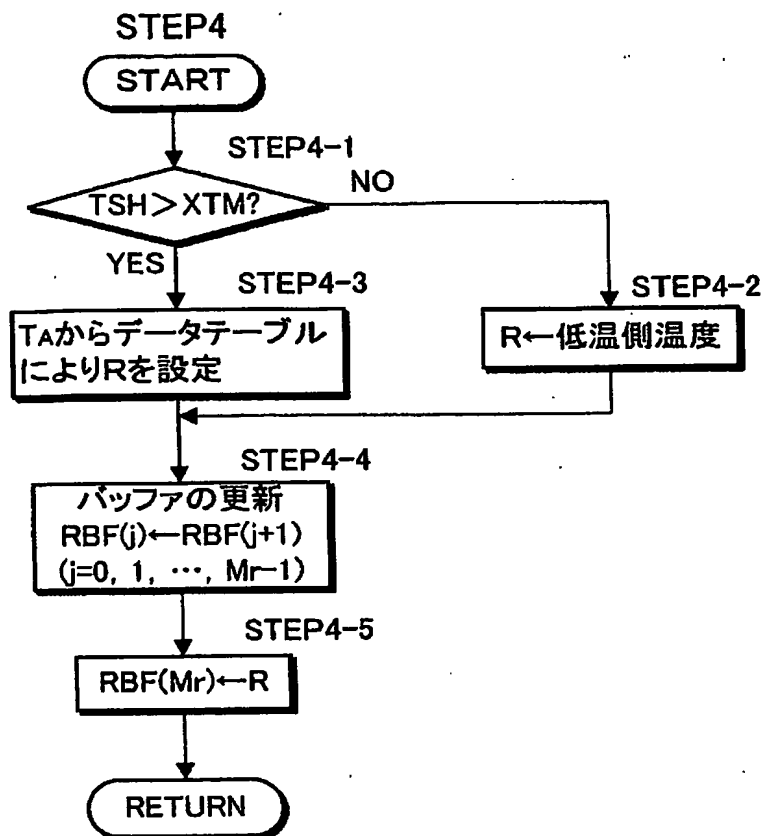 STEP4
START
STEP4-1
TSH＞XTM?
NO
YES
STEP4-3
STEP4-2
TAからデータテーブル
によりRを設定
R←低温側温度
STEP4-4
バッファの更新
RBF(j)←RBF(j+1)
(j=0, 1, …, Mr-1)
STEP4-5
RBF(Mr)←R
RETURN